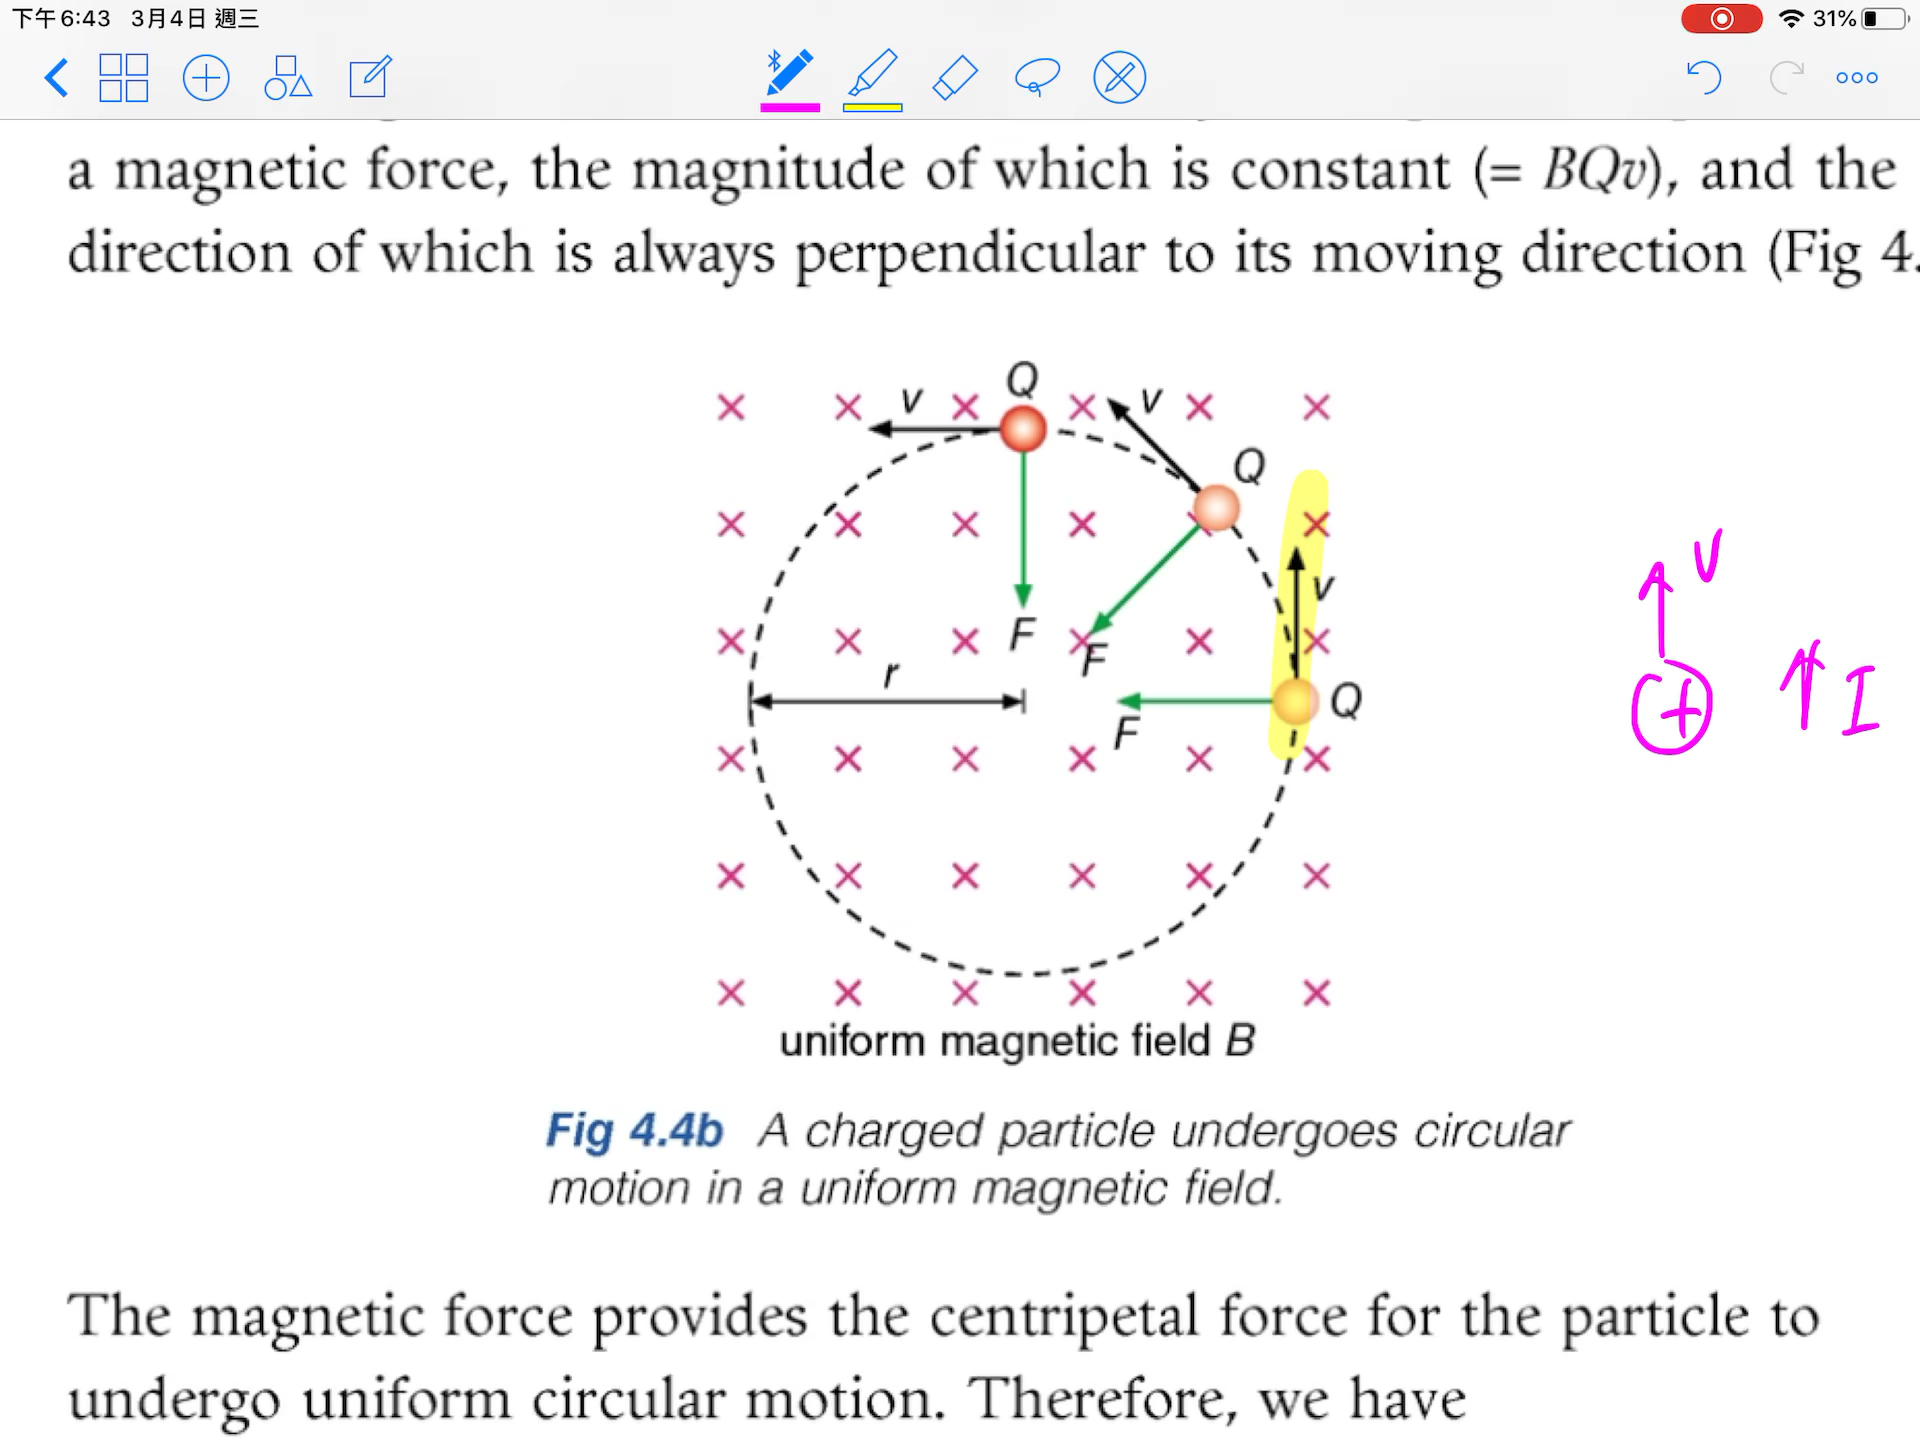 下午6:43 3月4日 週三 31%
a magnetic force, the magnitude of which is constant (= BQv), and the
direction of which is always perpendicular to its moving direction (Fig 4.
Q
v
v
Q
v
F
F
r
Q
F
V
+
I
uniform magnetic field B
Fig 4.4b A charged particle undergoes circular
motion in a uniform magnetic field.
The magnetic force provides the centripetal force for the particle to
undergo uniform circular motion. Therefore, we have